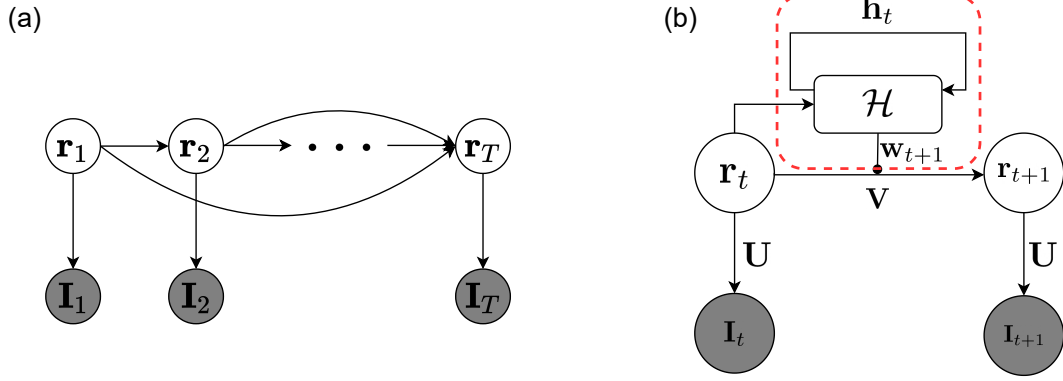 (a)
r_1 r_2 . . . r_T
I_1 I_2 I_T
(b)
h_t
H
w_{t+1}
r_t r_{t+1}
V
U U
I_t I_{t+1}